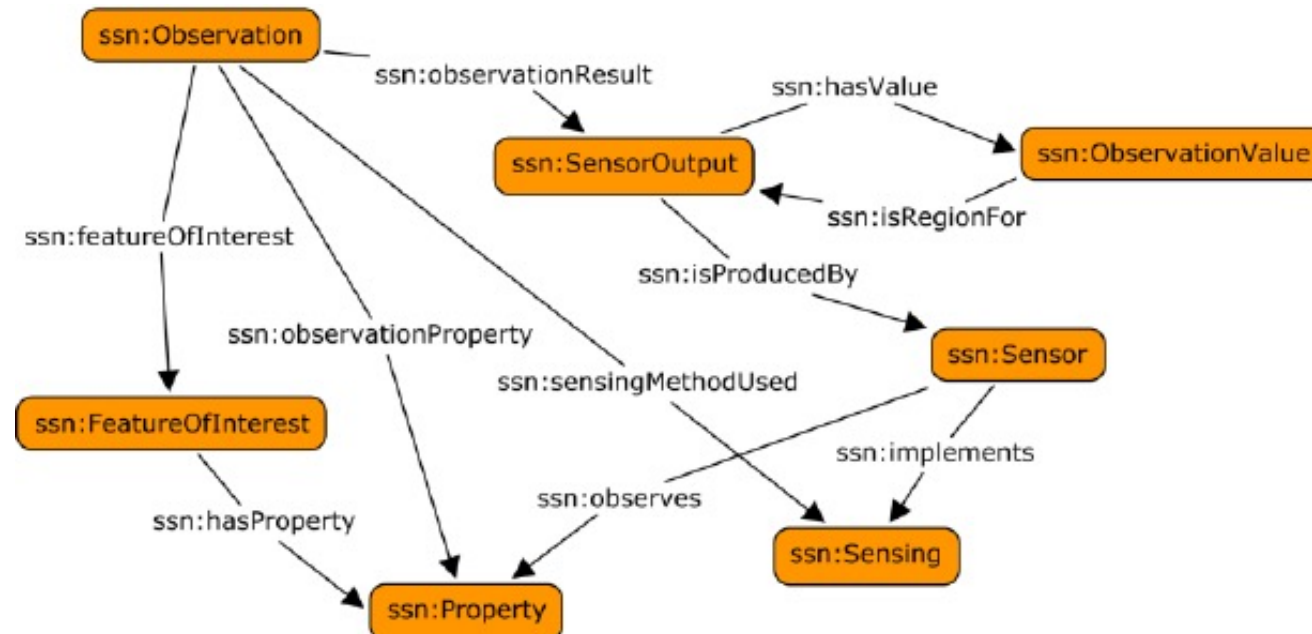 ssn:Observation
ssn:observationResult
ssn:hasValue
ssn:SensorOutput
ssn:ObservationValue
ssn:isRegionFor
ssn:featureOfInterest
ssn:isProducedBy
ssn:observationProperty
ssn:Sensor
ssn:sensingMethodUsed
ssn:FeatureOfInterest
ssn:implements
ssn:observes
ssn:hasProperty
ssn:Sensing
ssn:Property